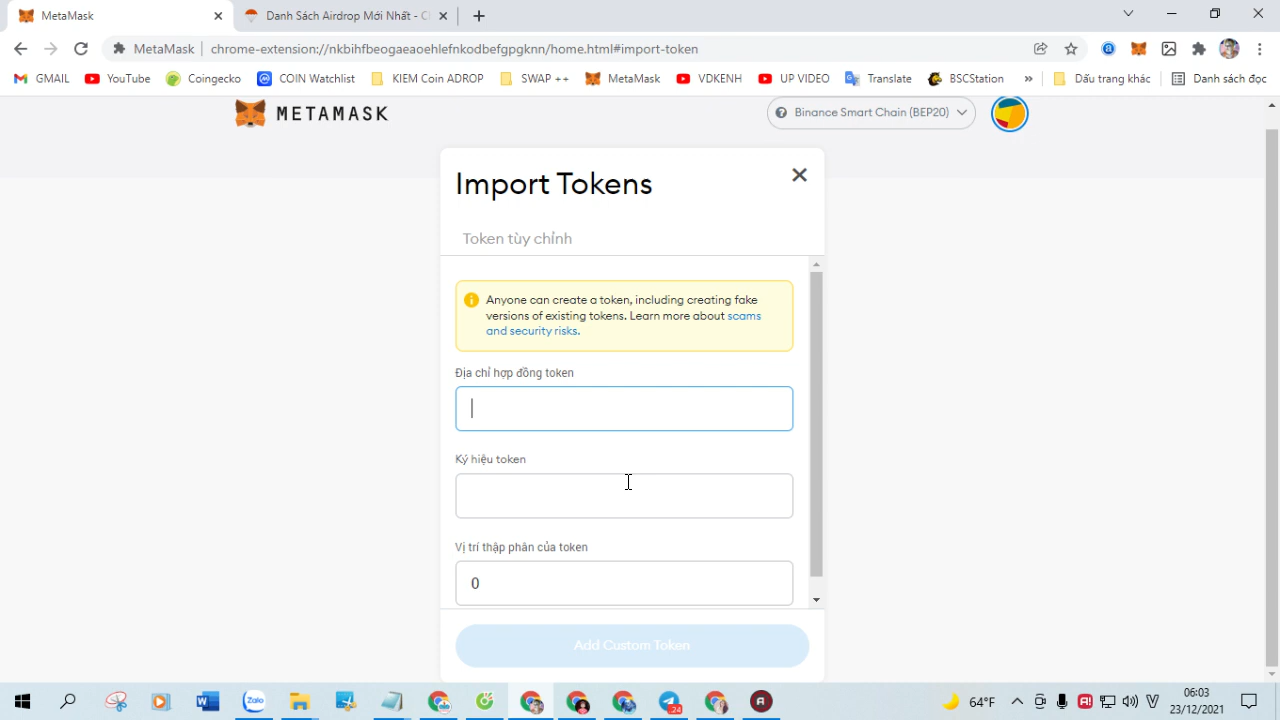 MetaMask
Danh Sách Airdrop Mới Nhất - C
MetaMask
chrome-extension://nkbihfbeogaeaoehlefnkodbefgpgknn/home.html#import-token
GMAIL
YouTube
Coingecko
COIN Watchlist
KIEM Coin ADROP
SWAP ++
MetaMask
VDKENH
UP VIDEO
Translate
BSCStation
»
Dấu trang khác
Danh sách đọc
METAMASK
Binance Smart Chain (BEP20)
Import Tokens
Token tùy chỉnh
Anyone can create a token, including creating fake
versions of existing tokens. Learn more about scams
and security risks.
Địa chỉ hợp đồng token
Ký hiệu token
Vị trí thập phân của token
0
Add Custom Token
Zalo
24
64°F
06:03
23/12/2021